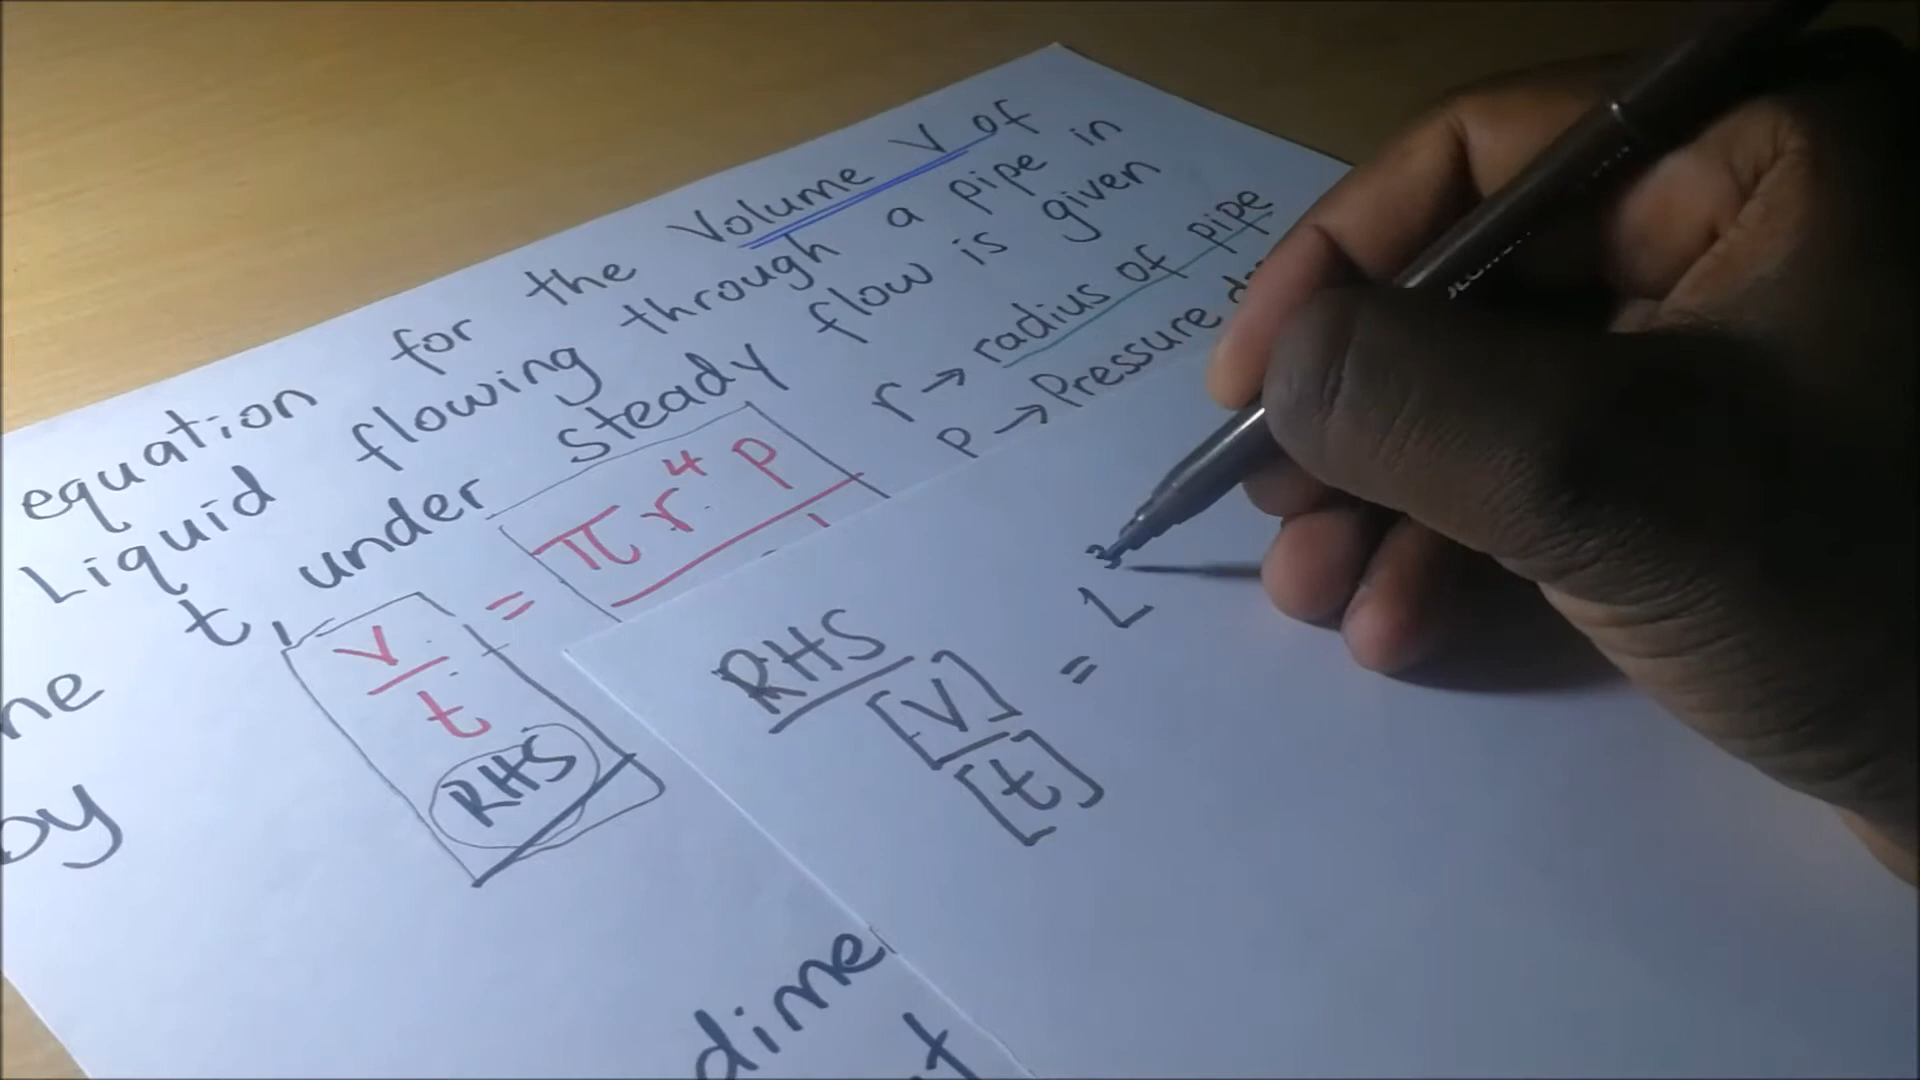 equation for the Volume V of
Liquid flowing through a pipe in
t, under steady flow is given
by
r → radius of pipe
p → Pressure
V/t = πr⁴p
RHS
RHS
[V]/[t] = L³
dime